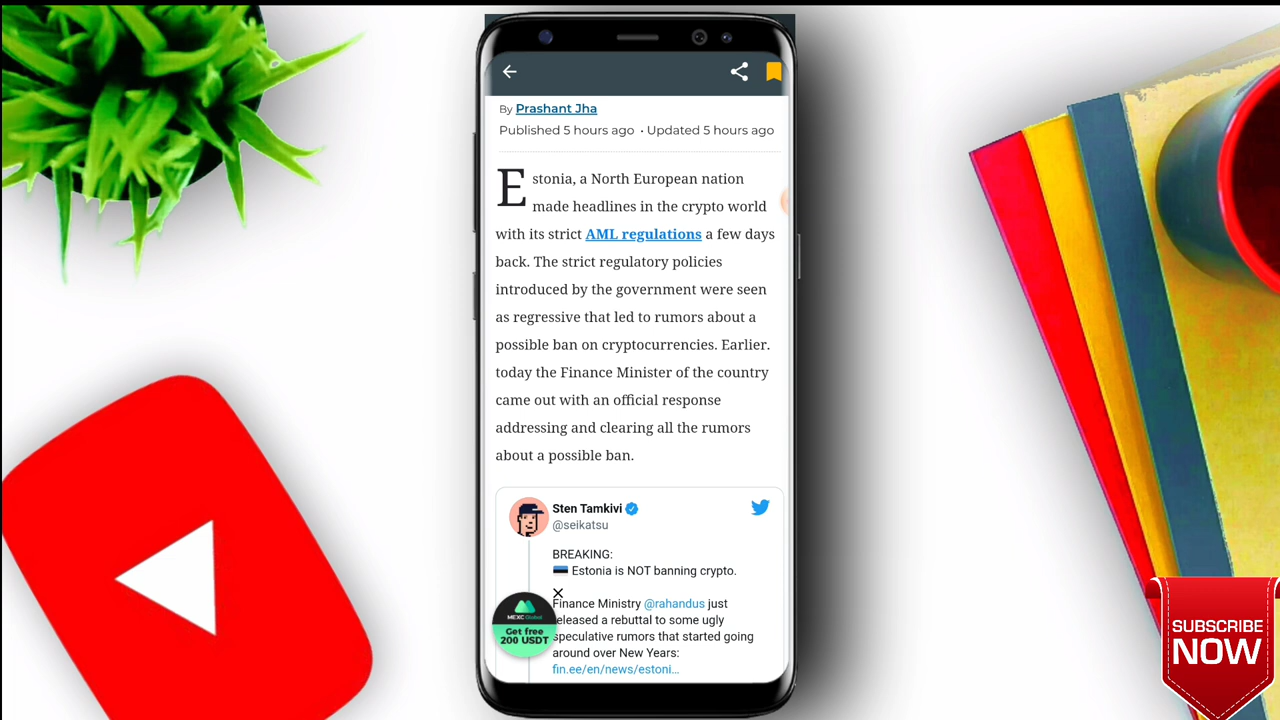 By Prashant Jha
Published 5 hours ago • Updated 5 hours ago
Estonia, a North European nation
made headlines in the crypto world
with its strict AML regulations a few days
back. The strict regulatory policies
introduced by the government were seen
as regressive that led to rumors about a
possible ban on cryptocurrencies. Earlier.
today the Finance Minister of the country
came out with an official response
addressing and clearing all the rumors
about a possible ban.
Sten Tamkivi
@seikatsu
BREAKING:
Estonia is NOT banning crypto.
Finance Ministry @rahandus just
released a rebuttal to some ugly
speculative rumors that started going
around over New Years:
fin.ee/en/news/estoni...
MEXC Global
Get free
200 USDT
SUBSCRIBE
NOW